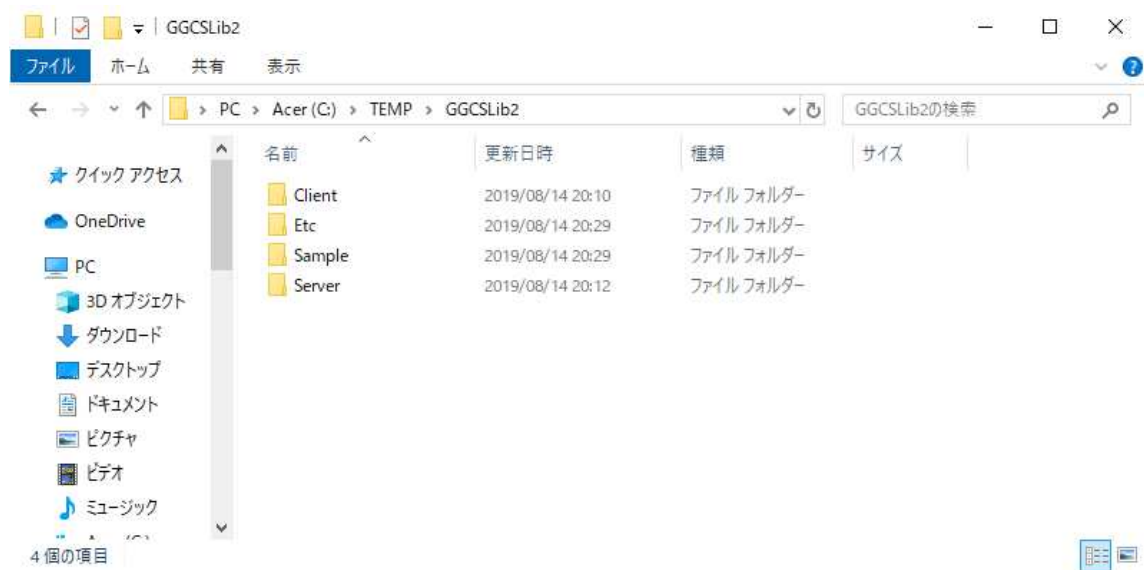 GGCSLib2
ファイル ホーム 共有 表示
PC > Acer (C:) > TEMP > GGCSLib2 GGCSLib2の検索
名前 更新日時 種類 サイズ
クイック アクセス
OneDrive
PC
3D オブジェクト
ダウンロード
デスクトップ
ドキュメント
ピクチャ
ビデオ
ミュージック
Client 2019/08/14 20:10 ファイル フォルダー
Etc 2019/08/14 20:29 ファイル フォルダー
Sample 2019/08/14 20:29 ファイル フォルダー
Server 2019/08/14 20:12 ファイル フォルダー
4 個の項目